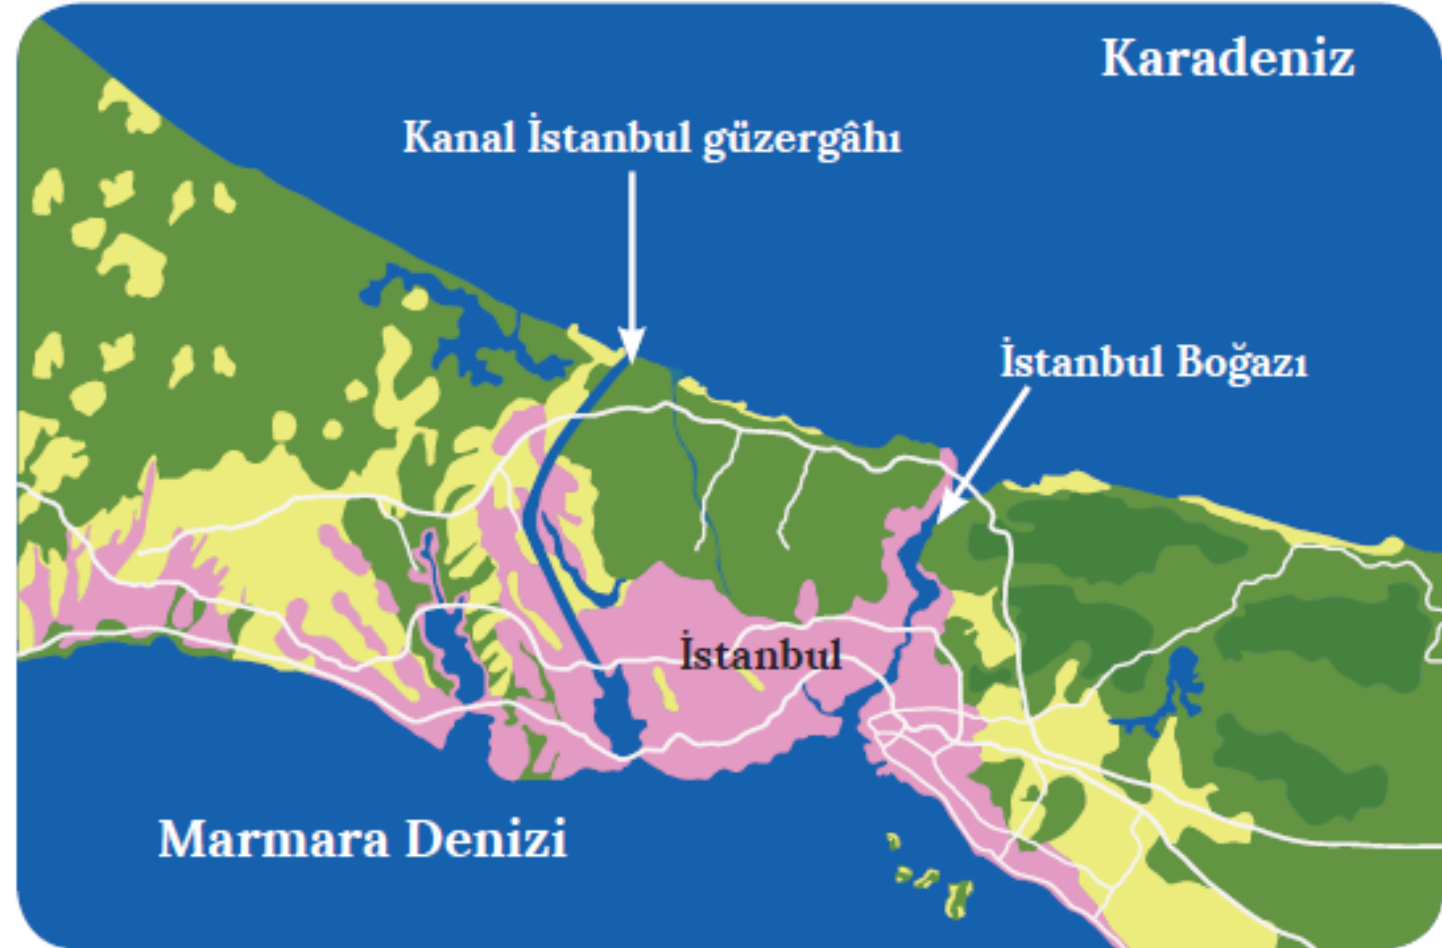 Karadeniz
Kanal İstanbul güzergâhı
İstanbul Boğazı
İstanbul
Marmara Denizi